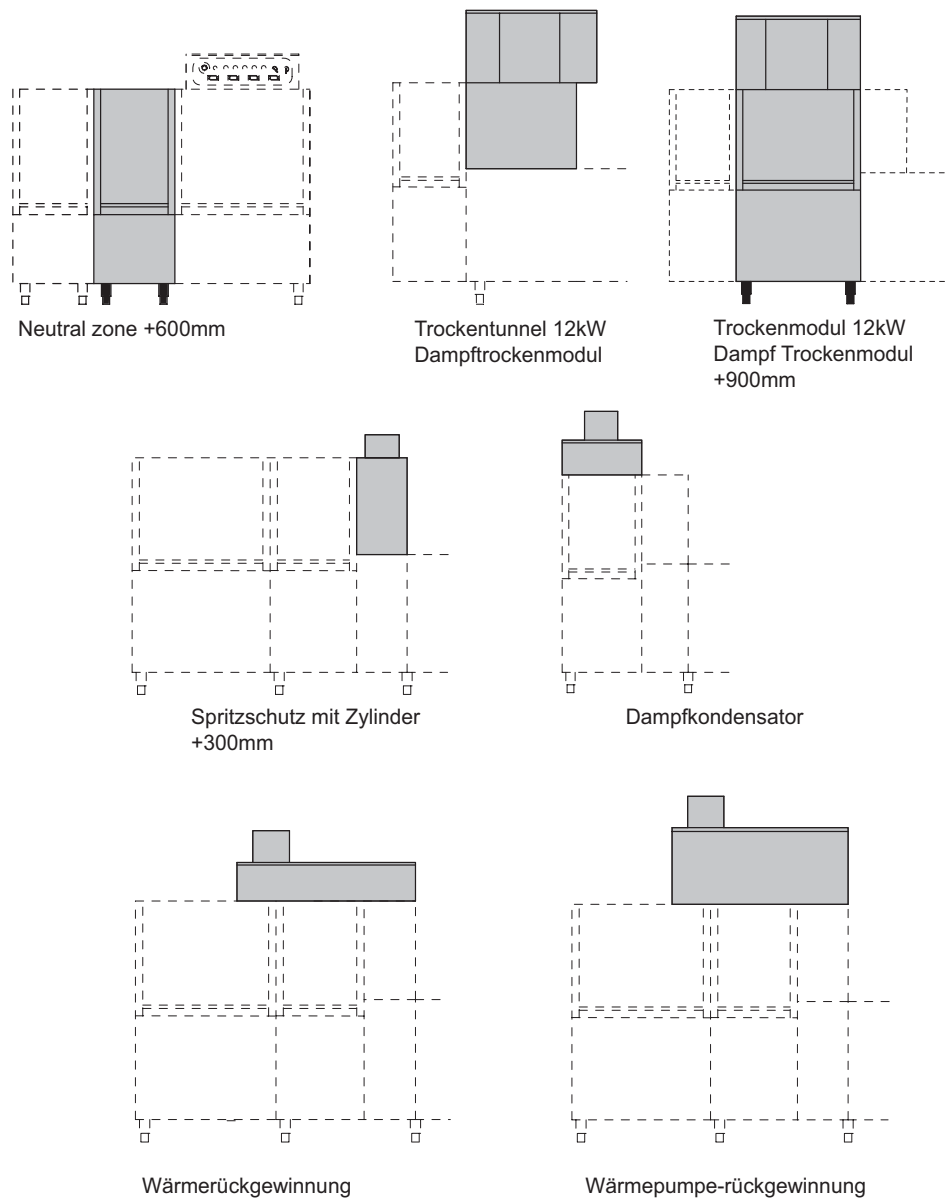 Neutral zone +600mm
Trockentunnel 12kW
Dampftrockenmodul
Trockenmodul 12kW
Dampf Trockenmodul
+900mm
Spritzschutz mit Zylinder
+300mm
Dampfkondensator
Wärmerückgewinnung
Wärmepumpe-rückgewinnung